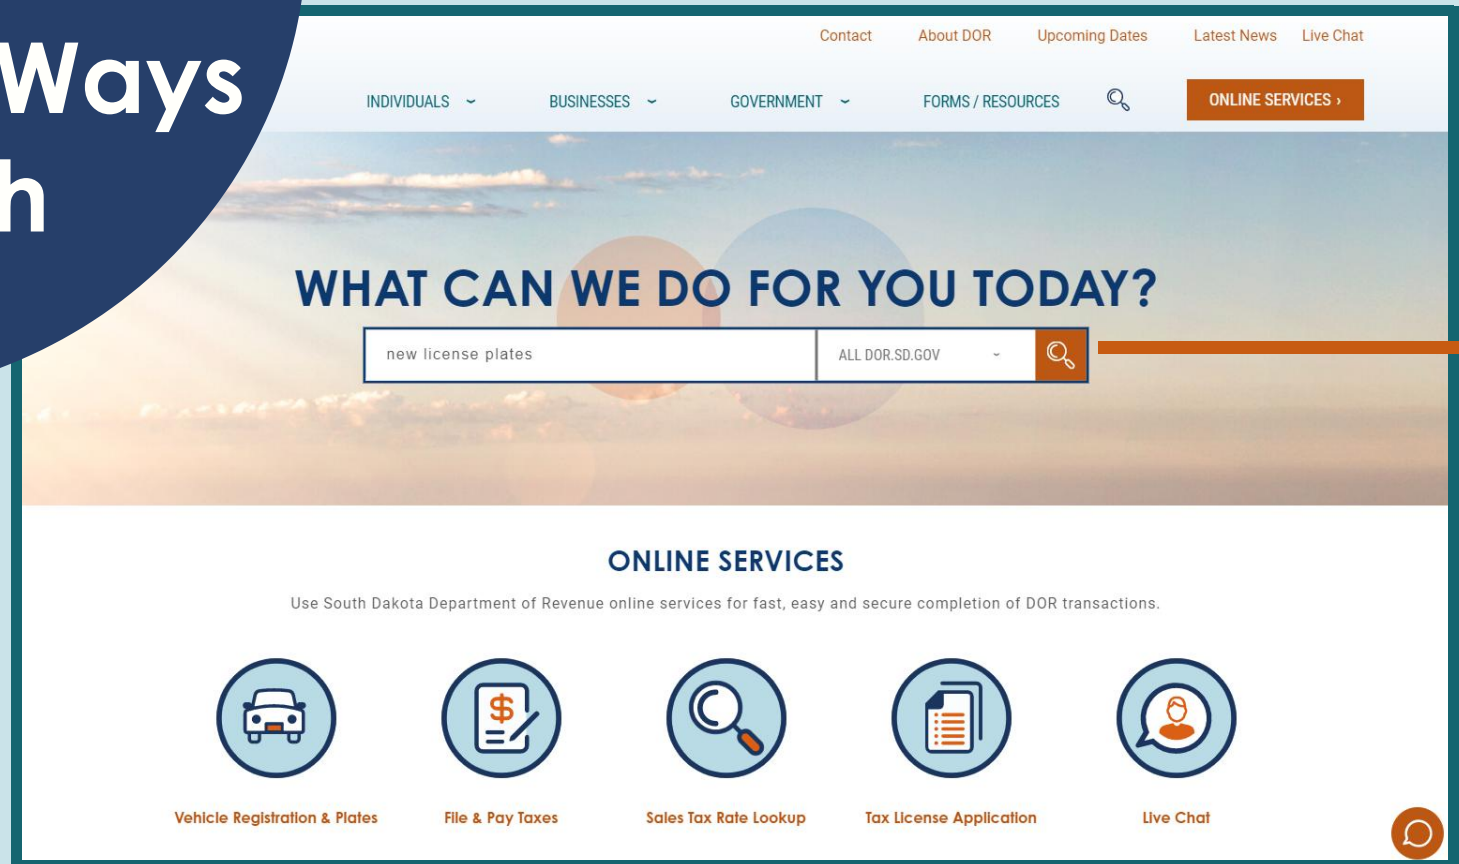 Ways
h
Contact About DOR Upcoming Dates Latest News Live Chat
INDIVIDUALS BUSINESSES GOVERNMENT FORMS / RESOURCES ONLINE SERVICES ›
WHAT CAN WE DO FOR YOU TODAY?
new license plates ALL DOR.SD.GOV
ONLINE SERVICES
Use South Dakota Department of Revenue online services for fast, easy and secure completion of DOR transactions.
$
Vehicle Registration & Plates File & Pay Taxes Sales Tax Rate Lookup Tax License Application Live Chat